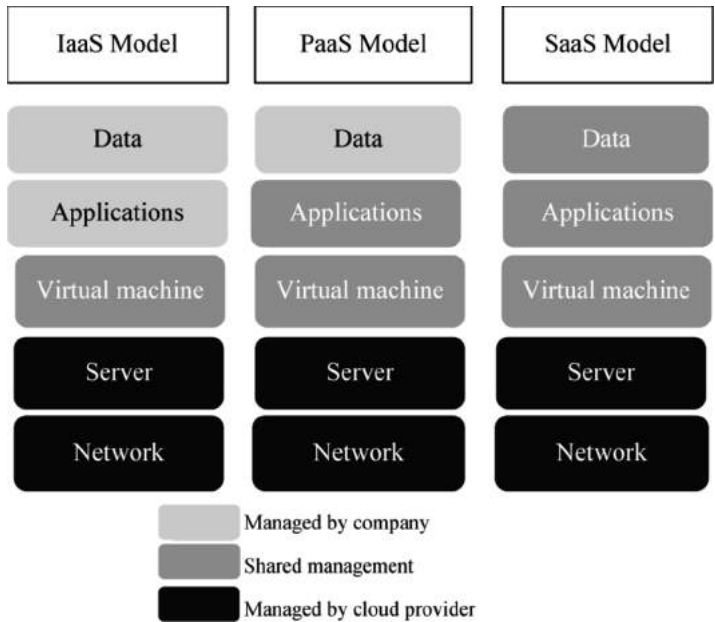 IaaS Model
PaaS Model
SaaS Model
Data
Data
Data
Applications
Applications
Applications
Virtual machine
Virtual machine
Virtual machine
Server
Server
Server
Network
Network
Network
Managed by company
Shared management
Managed by cloud provider